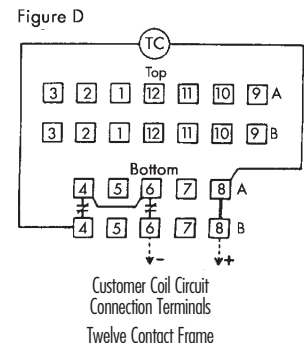 Figure D
TC
Top
3 2 1 12 11 10 9 A
3 2 1 12 11 10 9 B
Bottom
4 5 6 7 8 A
4 5 6 7 8 B
- +
Customer Coil Circuit
Connection Terminals
Twelve Contact Frame